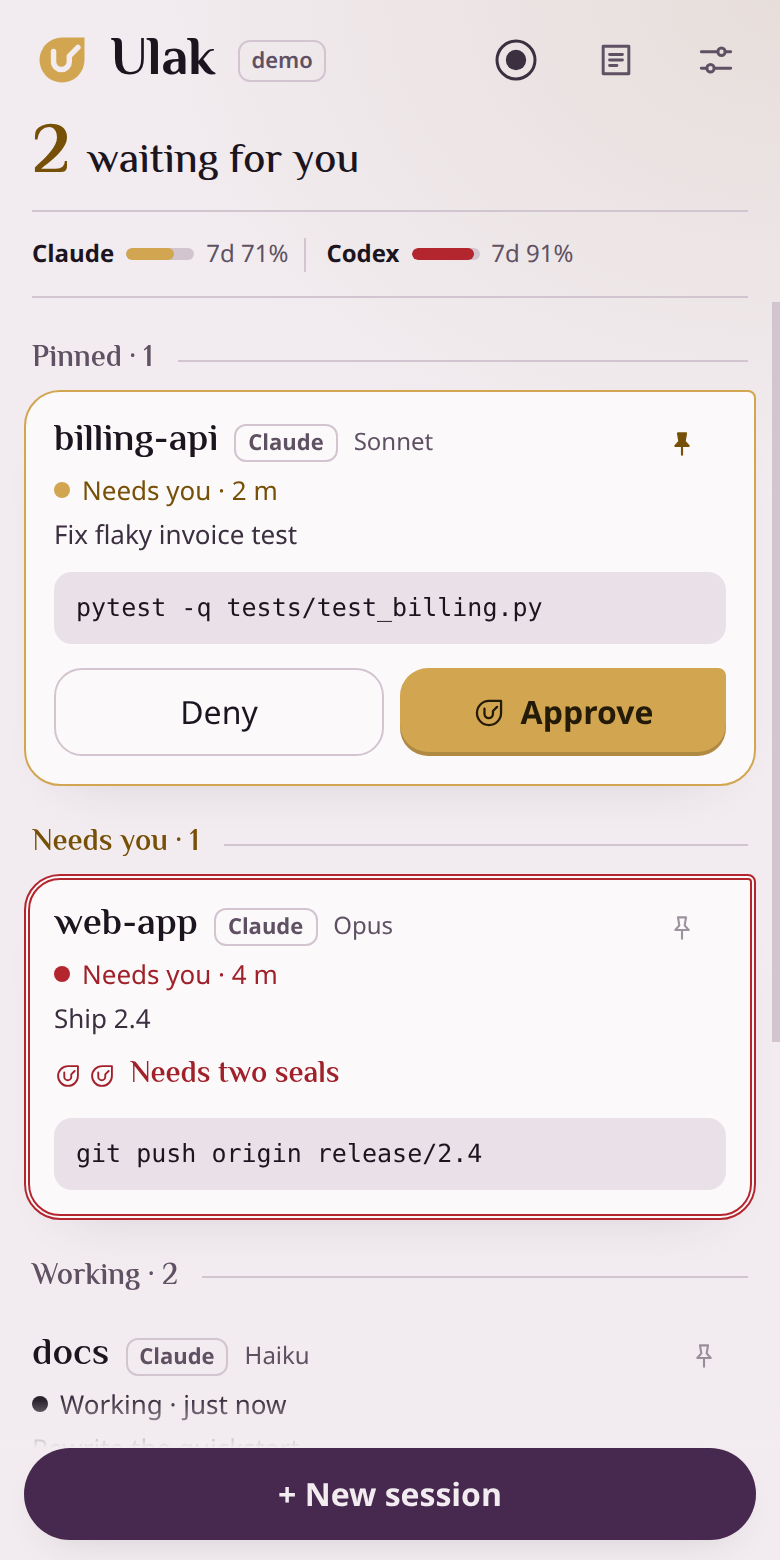 Ulak demo
2 waiting for you
Claude 7d 71% Codex 7d 91%
Pinned · 1
billing-api Claude Sonnet
Needs you · 2 m
Fix flaky invoice test
pytest -q tests/test_billing.py
Deny Approve
Needs you · 1
web-app Claude Opus
Needs you · 4 m
Ship 2.4
Needs two seals
git push origin release/2.4
Working · 2
docs Claude Haiku
Working · just now
+ New session